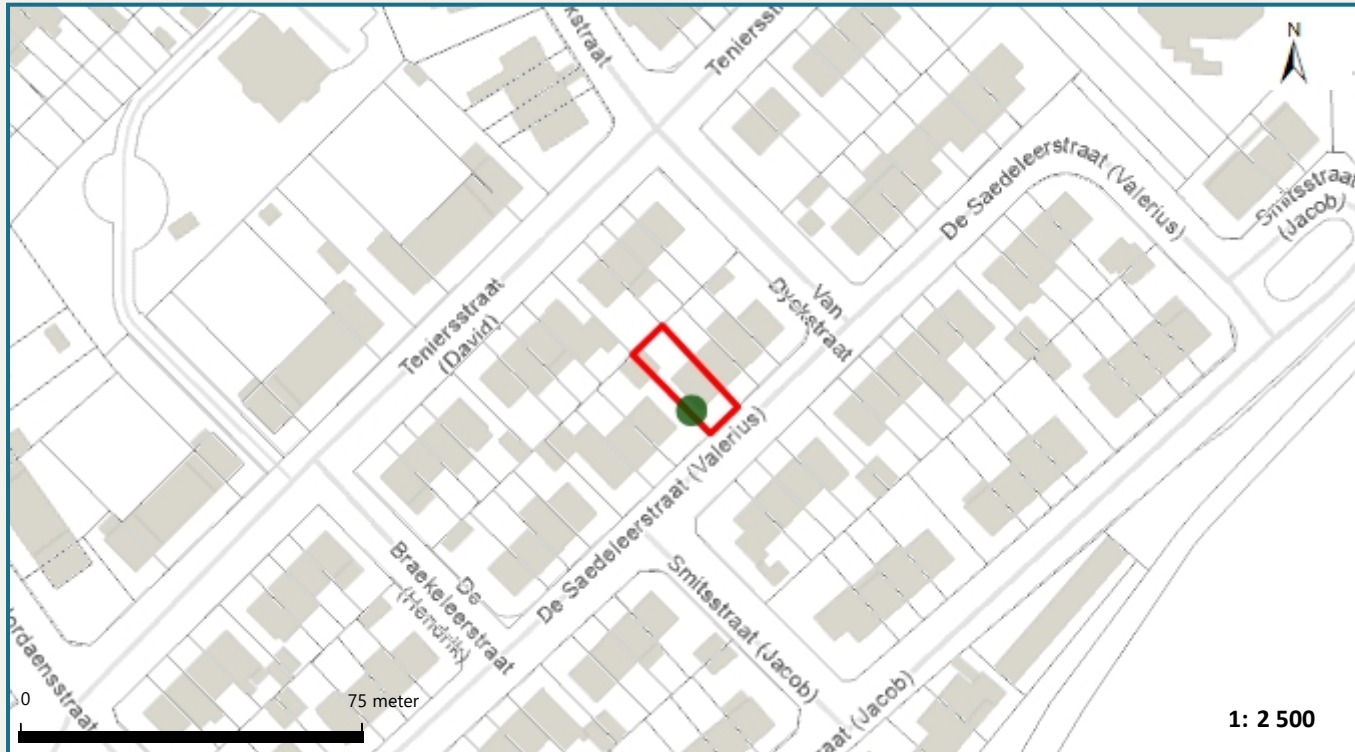 kstraat
Teniersstr
N
De Saedeleerstraat (Valerius)
Smitsstraat
(Jacob)
Van
Dyckstraat
Teniersstraat
(David)
De Saedeleerstraat (Valerius)
De
Braekeleerstraat
(Hendrik)
Smitsstraat (Jacob)
ordaensstraat
raat (Jacob)
0
75 meter
1: 2 500